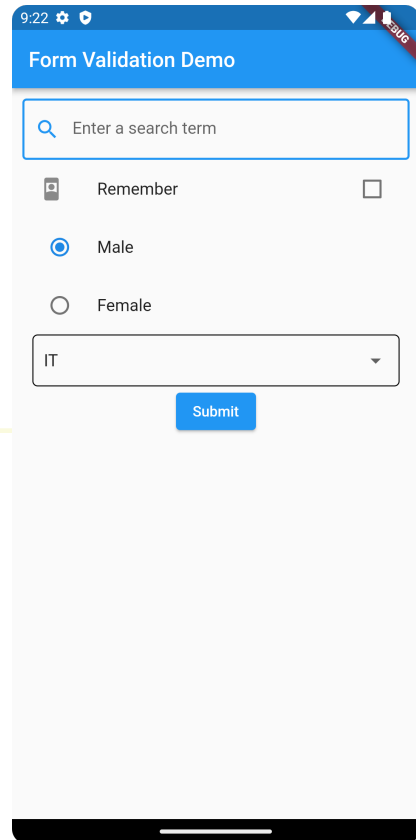 9:22
DEBUG
Form Validation Demo
Enter a search term
Remember
Male
Female
IT
Submit